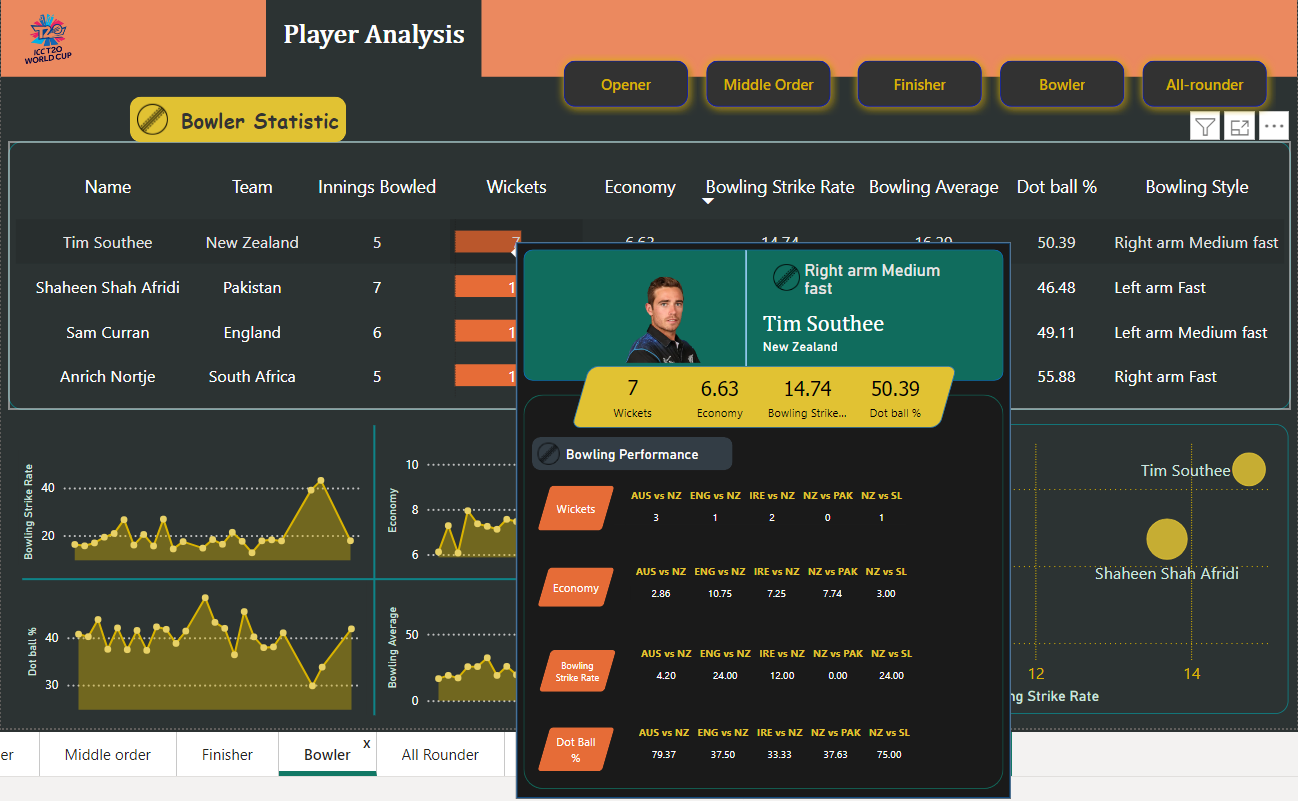 ICC T20
WORLD CUP
Player Analysis
Opener
Middle Order
Finisher
Bowler
All-rounder
Bowler Statistic
Name Team Innings Bowled Wickets Economy Bowling Strike Rate Bowling Average Dot ball % Bowling Style
Tim Southee New Zealand 5 7 6.63 14.74 16.29 50.39 Right arm Medium fast
Shaheen Shah Afridi Pakistan 7 46.48 Left arm Fast
Sam Curran England 6 49.11 Left arm Medium fast
Anrich Nortje South Africa 5 55.88 Right arm Fast
Right arm Medium
fast
Tim Southee
New Zealand
7 6.63 14.74 50.39
Wickets Economy Bowling Strike... Dot ball %
Bowling Performance
Wickets
AUS vs NZ ENG vs NZ IRE vs NZ NZ vs PAK NZ vs SL
3 1 2 0 1
Economy
AUS vs NZ ENG vs NZ IRE vs NZ NZ vs PAK NZ vs SL
2.86 10.75 7.25 7.74 3.00
Bowling
Strike Rate
AUS vs NZ ENG vs NZ IRE vs NZ NZ vs PAK NZ vs SL
4.20 24.00 12.00 0.00 24.00
Dot Ball
%
AUS vs NZ ENG vs NZ IRE vs NZ NZ vs PAK NZ vs SL
79.37 37.50 33.33 37.63 75.00
Bowling Strike Rate
40
20
Economy
10
8
6
Dot ball %
40
30
Bowling Average
50
0
Tim Southee
Shaheen Shah Afridi
12 14
ng Strike Rate
er
Middle order
Finisher
Bowler
X
All Rounder